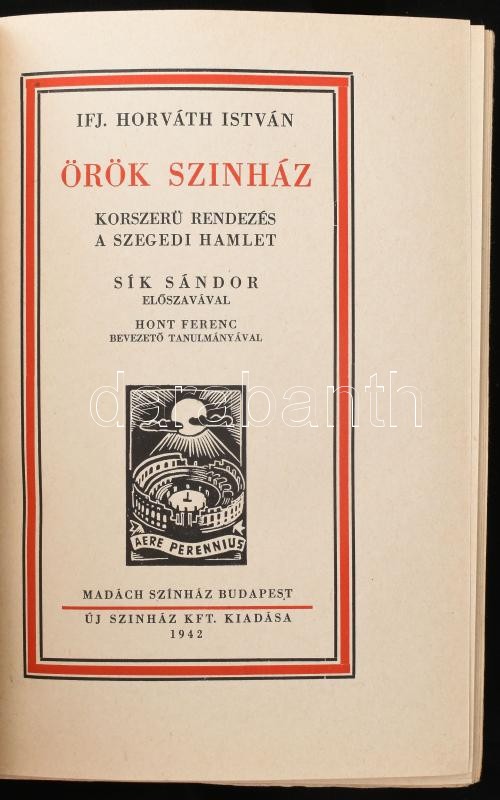 IFJ. HORVÁTH ISTVÁN
ÖRÖK SZINHÁZ
KORSZERÜ RENDEZÉS
A SZEGEDI HAMLET
SÍK SÁNDOR
ELŐSZAVÁVAL
HONT FERENC
BEVEZETŐ TANULMÁNYÁVAL
darabanth
AERE PERENNIUS
MADÁCH SZÍNHÁZ BUDAPEST
ÚJ SZINHÁZ KFT. KIADÁSA
1942